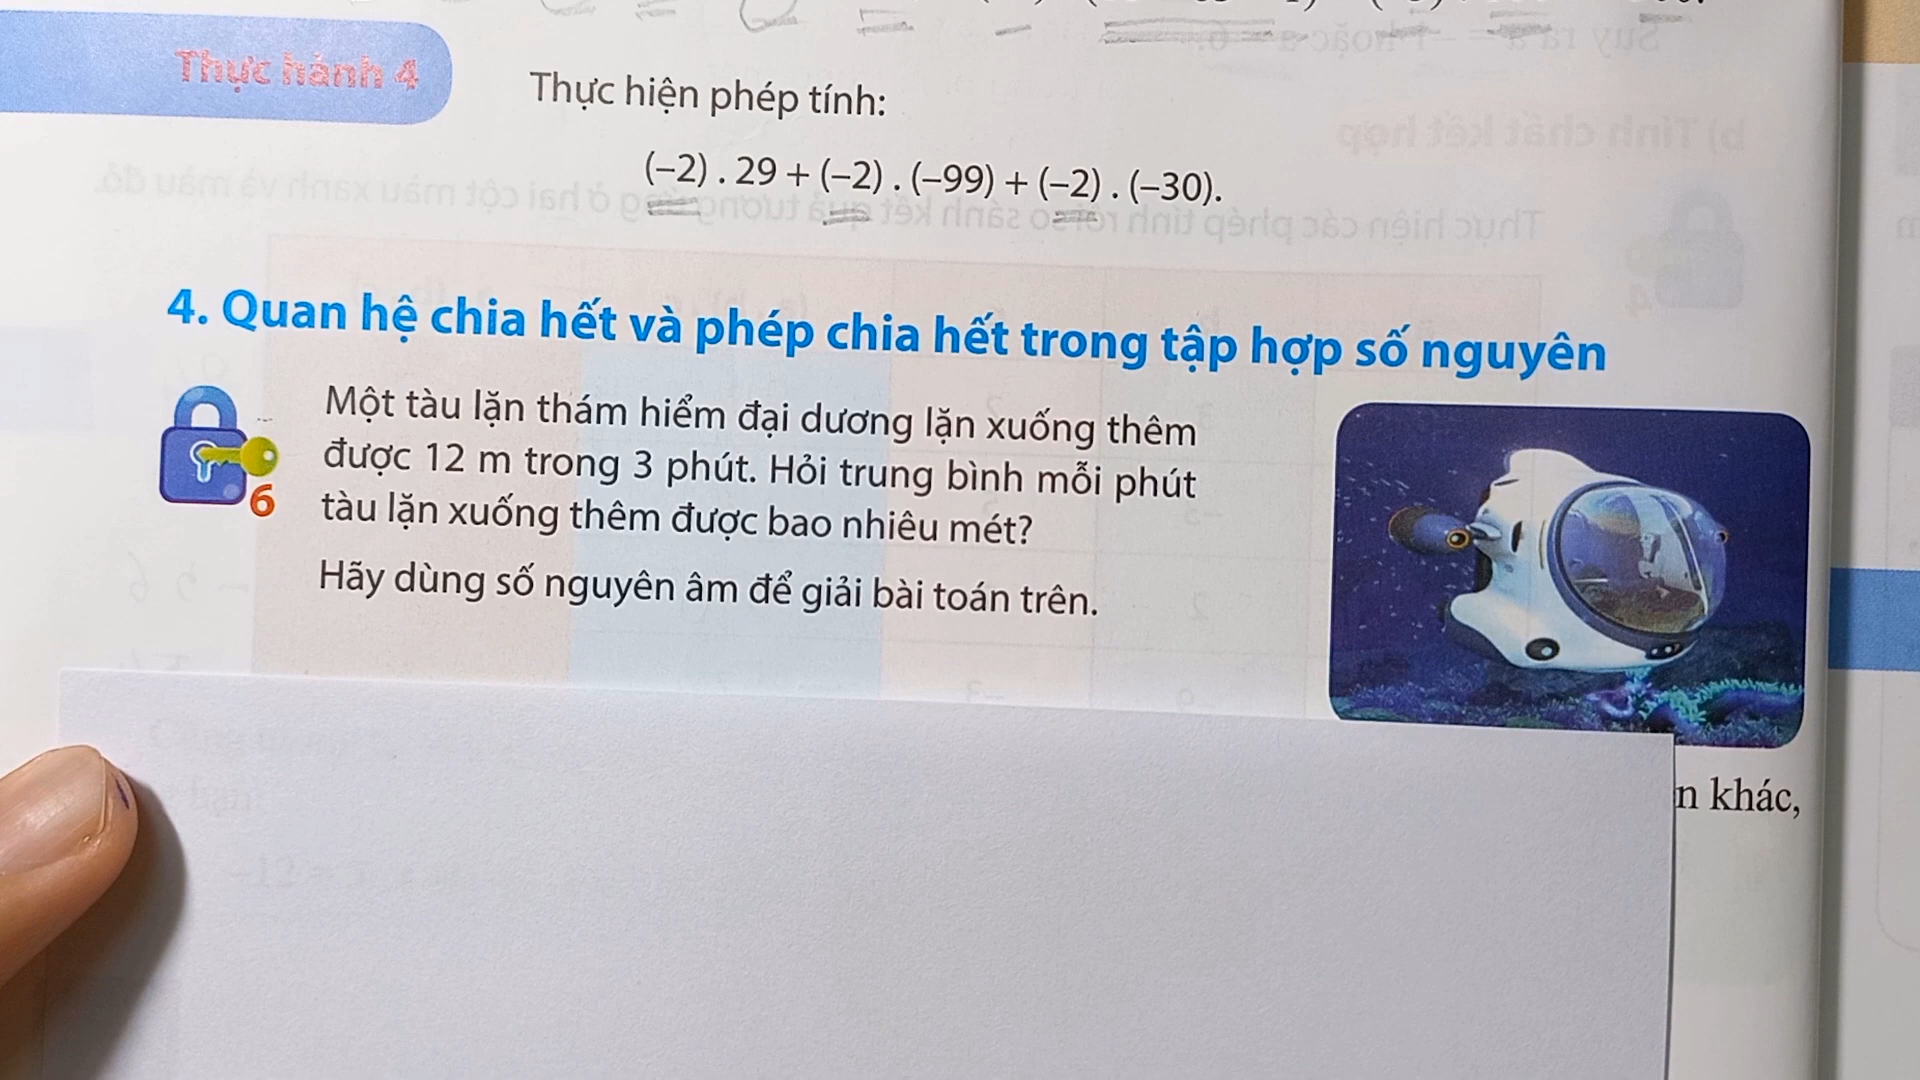 Thực hành 4
Thực hiện phép tính:
(–2) . 29 + (–2) . (–99) + (–2) . (–30).
4. Quan hệ chia hết và phép chia hết trong tập hợp số nguyên
6
Một tàu lặn thám hiểm đại dương lặn xuống thêm
được 12 m trong 3 phút. Hỏi trung bình mỗi phút
tàu lặn xuống thêm được bao nhiêu mét?
Hãy dùng số nguyên âm để giải bài toán trên.
khác,